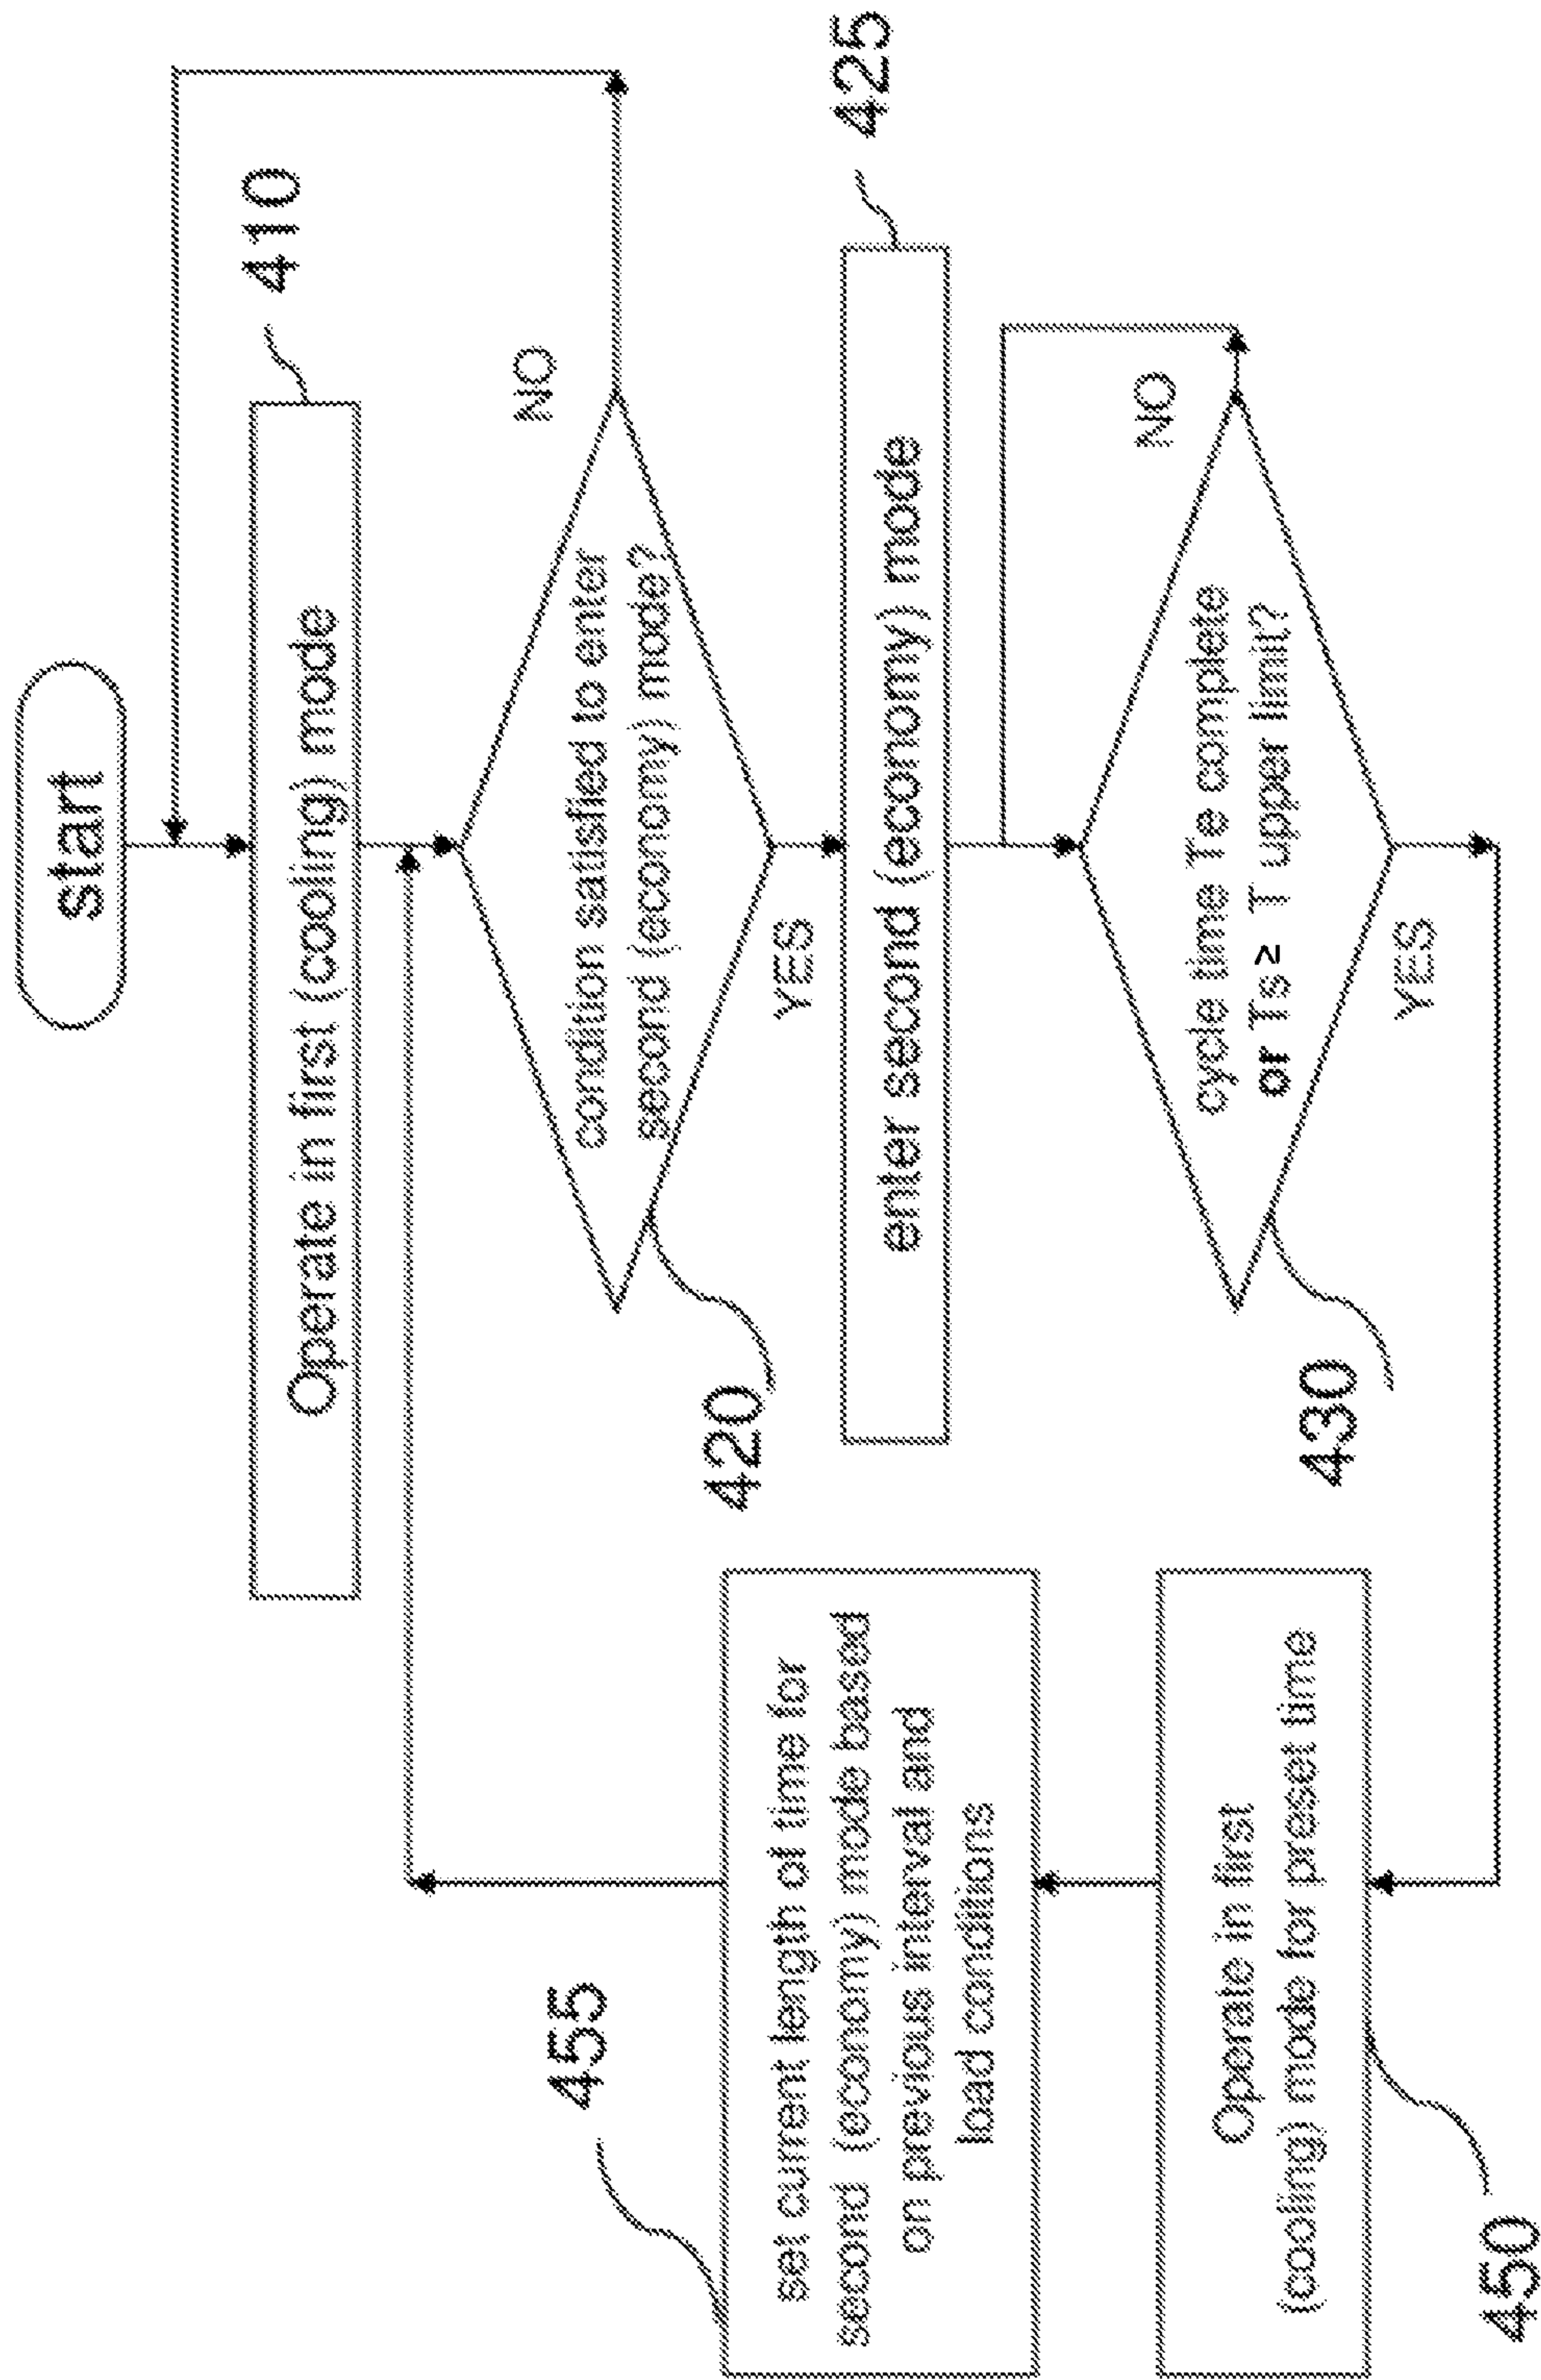 start
410
Operate in first (cooling) mode
condition satisfied to enter
second (economy) mode?
NO
420
YES
425
enter second (economy) mode
cycle time Te complete
or Ts ≥ T upper limit?
NO
430
YES
455
set current length of time for
second (economy) mode based
on previous interval and
load conditions
Operate in first
(cooling) mode for preset time
450